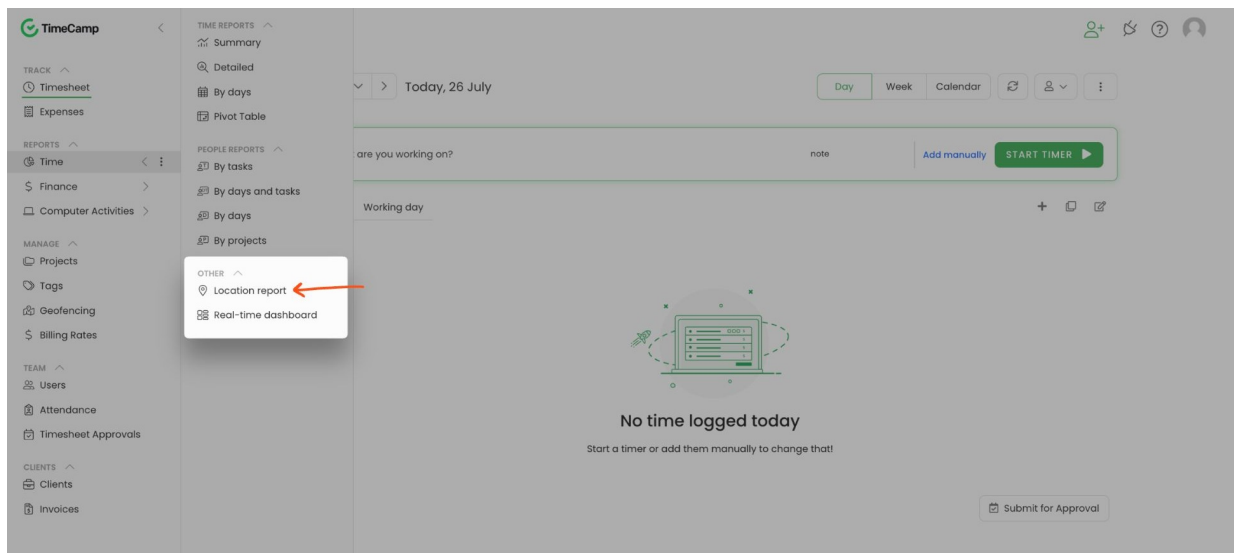 TimeCamp
TRACK
Timesheet
Expenses
REPORTS
Time
$ Finance
Computer Activities
MANAGE
Projects
Tags
Geofencing
$ Billing Rates
TEAM
Users
Attendance
Timesheet Approvals
CLIENTS
Clients
Invoices
TIME REPORTS
Summary
Detailed
By days
Pivot Table
PEOPLE REPORTS
By tasks
By days and tasks
By days
By projects
OTHER
Location report
Real-time dashboard
Today, 26 July
Day Week Calendar
are you working on? note Add manually START TIMER
Working day
No time logged today
Start a timer or add them manually to change that!
Submit for Approval